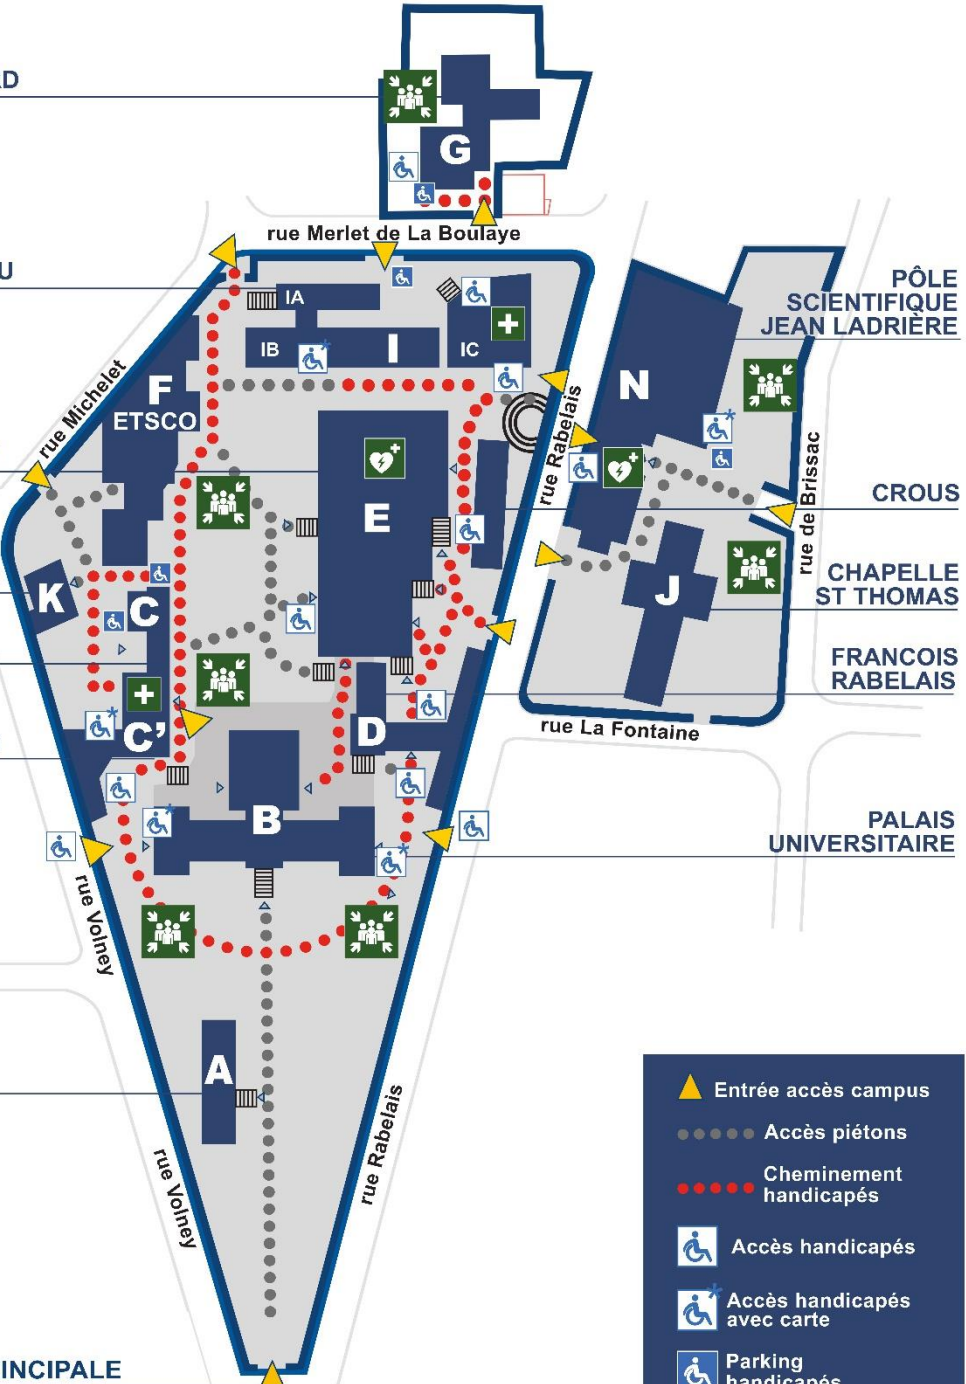 G
rue Merlet de La Boulaye
IA
IB
I
IC
PÔLE
SCIENTIFIQUE
JEAN LADRIÈRE
rue Michelet
F
ETSCO
N
rue Rabelais
rue de Brissac
E
CROUS
K
C
J
CHAPELLE
ST THOMAS
FRANCOIS
RABELAIS
C'
D
rue La Fontaine
B
PALAIS
UNIVERSITAIRE
rue Volney
A
rue Volney
rue Rabelais
Entrée accès campus
Accès piétons
Cheminement
handicapés
Accès handicapés
Accès handicapés
avec carte
Parking
handicapés